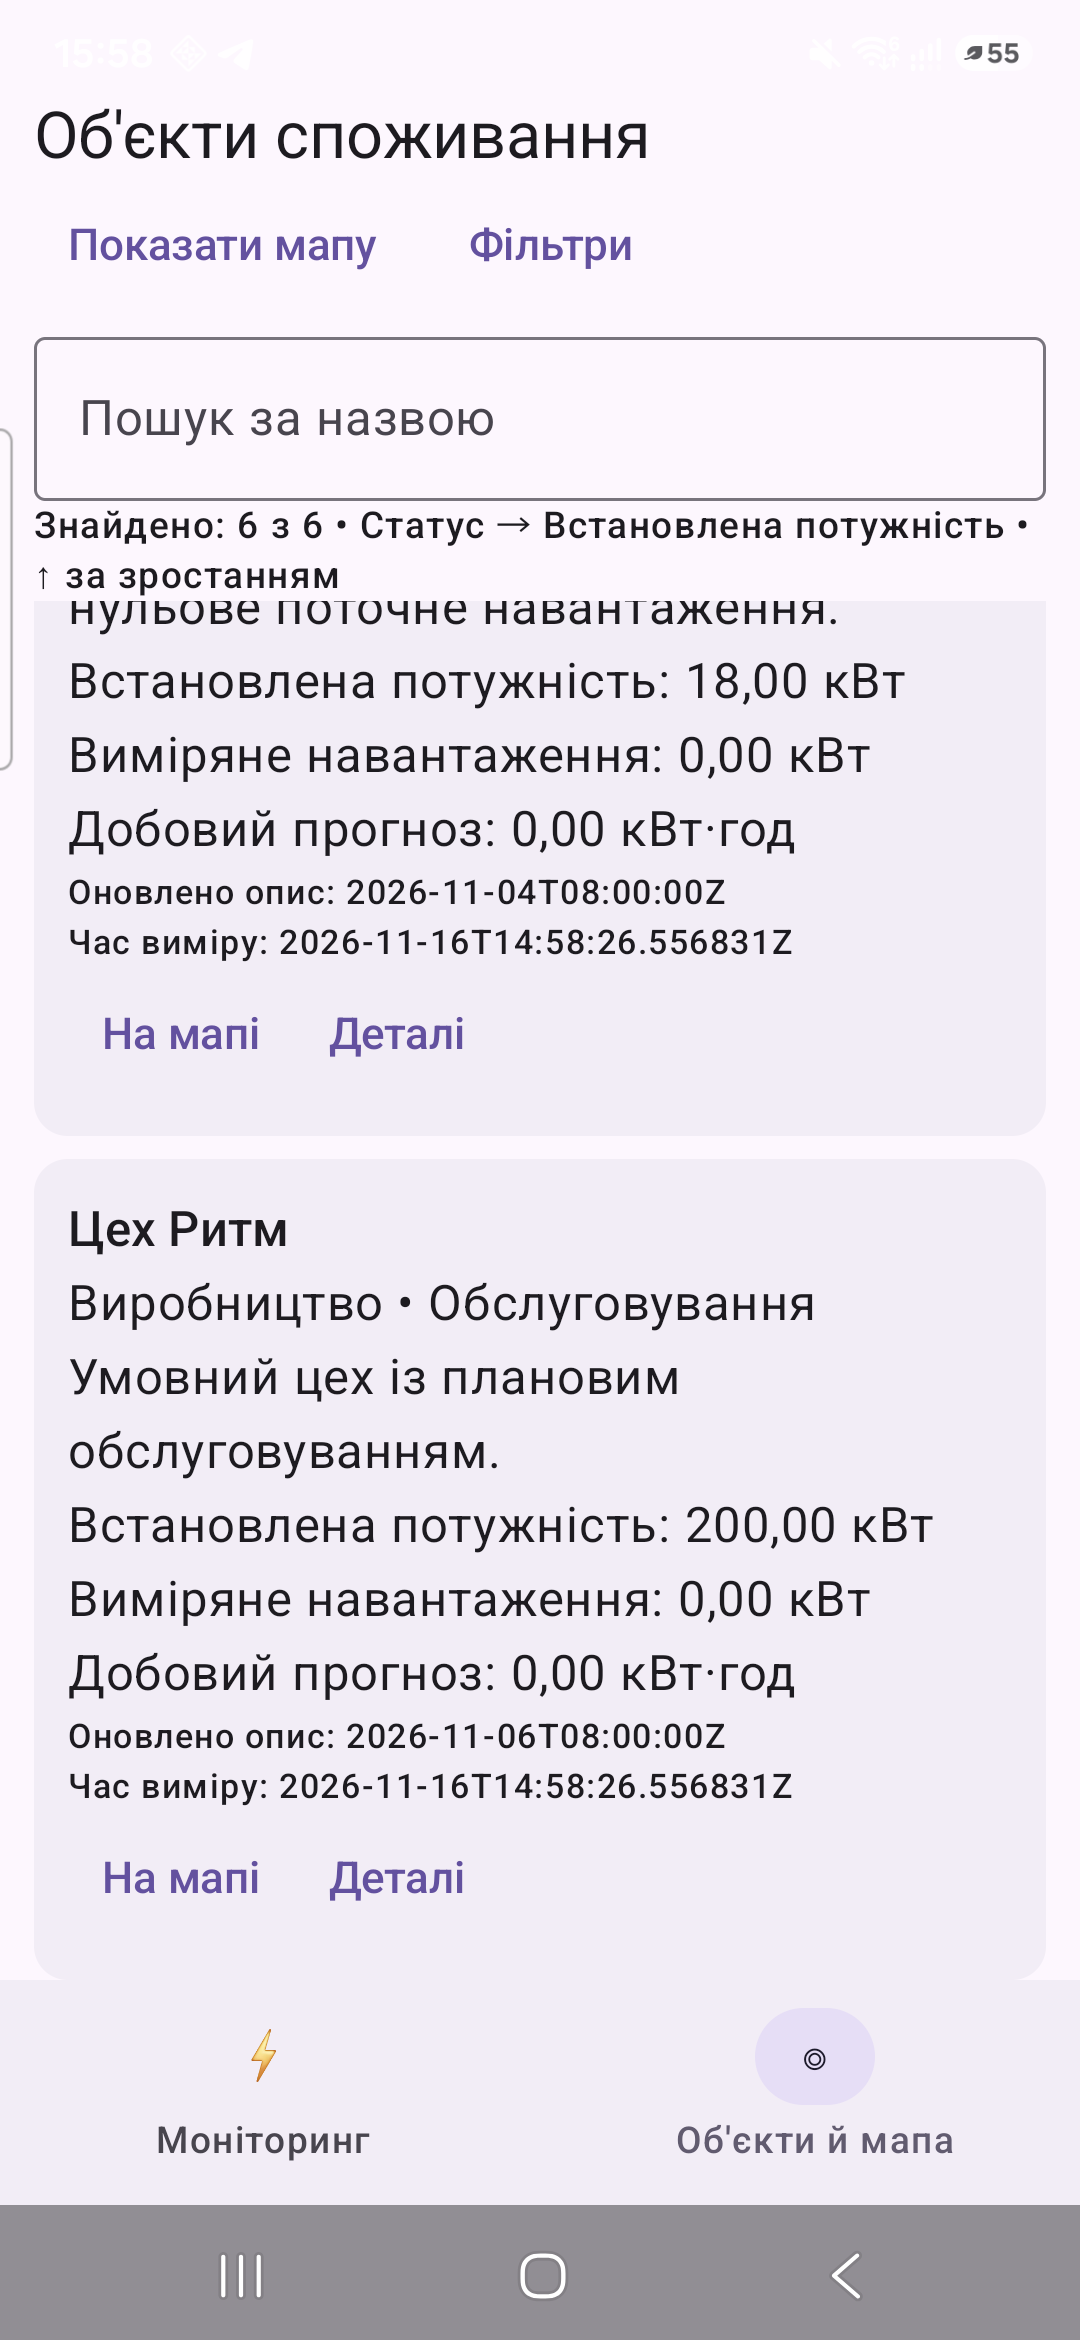 15:58
55
Об'єкти споживання
Показати мапу Фільтри
Пошук за назвою
Знайдено: 6 з 6 • Статус → Встановлена потужність •
↑ за зростанням
нульове поточне навантаження.
Встановлена потужність: 18,00 кВт
Виміряне навантаження: 0,00 кВт
Добовий прогноз: 0,00 кВт·год
Оновлено опис: 2026-11-04T08:00:00Z
Час виміру: 2026-11-16T14:58:26.556831Z
На мапі Деталі
Цех Ритм
Виробництво • Обслуговування
Умовний цех із плановим
обслуговуванням.
Встановлена потужність: 200,00 кВт
Виміряне навантаження: 0,00 кВт
Добовий прогноз: 0,00 кВт·год
Оновлено опис: 2026-11-06T08:00:00Z
Час виміру: 2026-11-16T14:58:26.556831Z
На мапі Деталі
Моніторинг Об'єкти й мапа